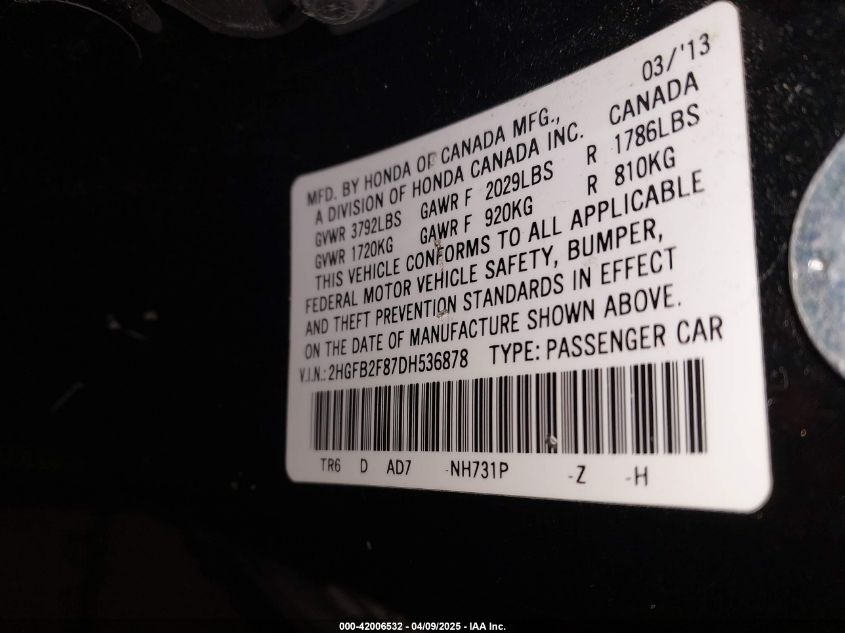 03/'13
MFD. BY HONDA OF CANADA MFG.,
A DIVISION OF HONDA CANADA INC. CANADA
GVWR 3792LBS GAWR F 2029LBS R 1786LBS
GVWR 1720KG GAWR F 920KG R 810KG
THIS VEHICLE CONFORMS TO ALL APPLICABLE
FEDERAL MOTOR VEHICLE SAFETY, BUMPER,
AND THEFT PREVENTION STANDARDS IN EFFECT
ON THE DATE OF MANUFACTURE SHOWN ABOVE.
V.I.N.: 2HGFB2F87DH536878 TYPE: PASSENGER CAR
TR6 D AD7 -NH731P -Z -H
000-42006532 - 04/09/2025 - IAA Inc.